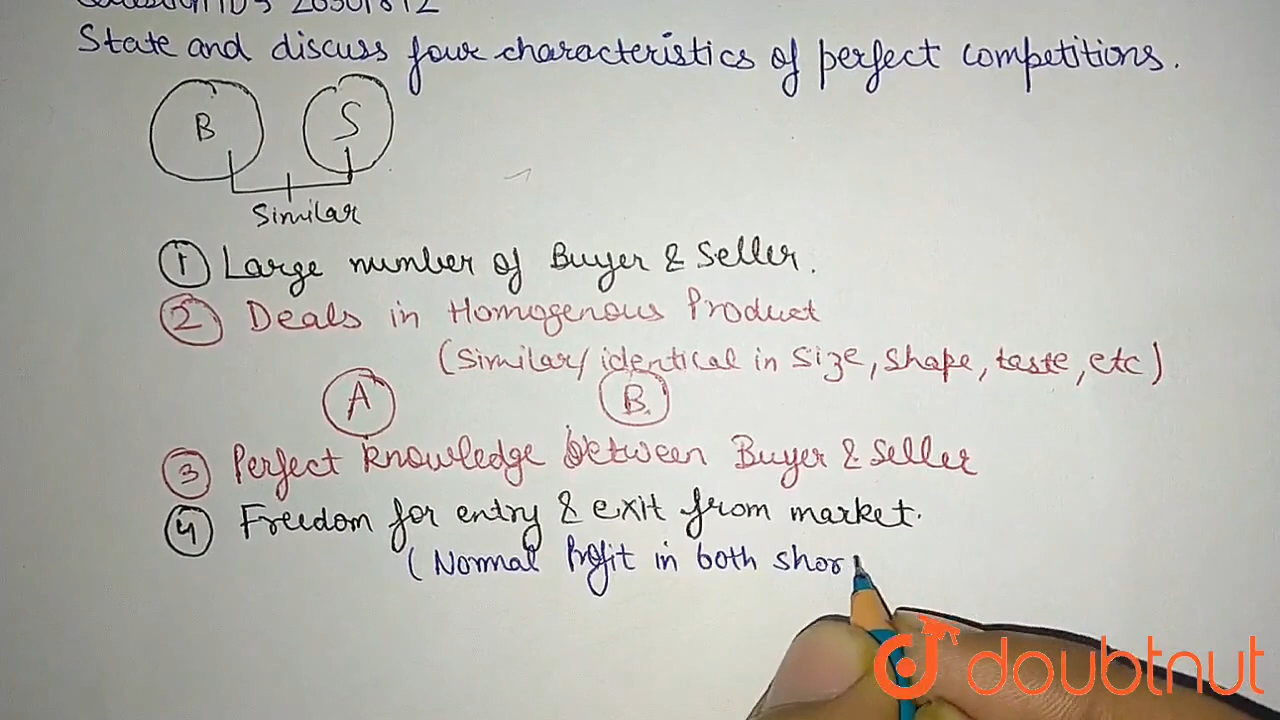 State and discuss four characteristics of perfect competitions.
B S
Similar
1 Large number of Buyer & Seller.
2 Deals in Homogenous Product
(Similar/identical in size, shape, taste, etc)
A B.
3 Perfect knowledge between Buyer & Seller
4 Freedom for entry & exit from market.
(Normal Profit in both shor
doubtnut